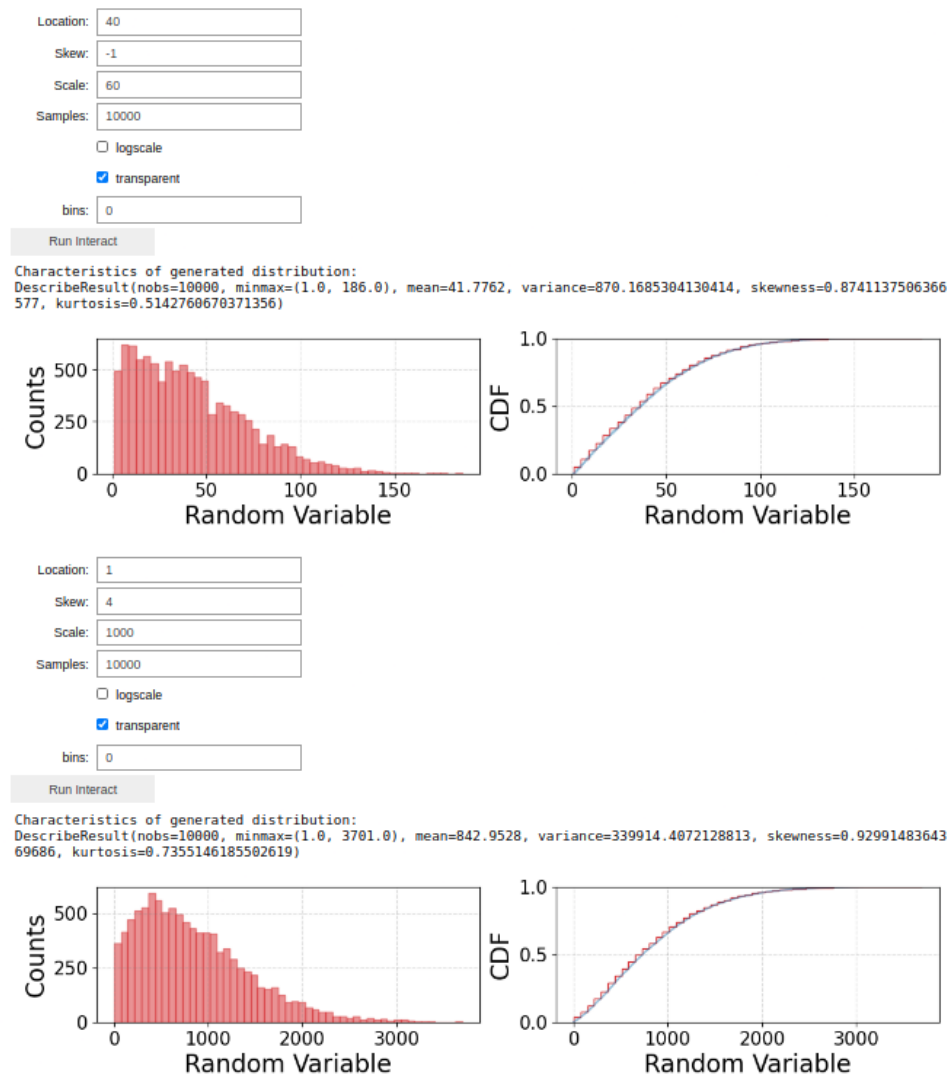 Location: 40
Skew: -1
Scale: 60
Samples: 10000
logscale
transparent
bins: 0
Run Interact
Characteristics of generated distribution:
DescribeResult(nobs=10000, minmax=(1.0, 186.0), mean=41.7762, variance=870.1685304130414, skewness=0.8741137506366
577, kurtosis=0.5142760670371356)
500
250
0
Counts
0 50 100 150
Random Variable
1.0
0.5
0.0
CDF
0 50 100 150
Random Variable
Location: 1
Skew: 4
Scale: 1000
Samples: 10000
logscale
transparent
bins: 0
Run Interact
Characteristics of generated distribution:
DescribeResult(nobs=10000, minmax=(1.0, 3701.0), mean=842.9528, variance=339914.4072128813, skewness=0.92991483643
69686, kurtosis=0.7355146185502619)
500
250
0
Counts
0 1000 2000 3000
Random Variable
1.0
0.5
0.0
CDF
0 1000 2000 3000
Random Variable